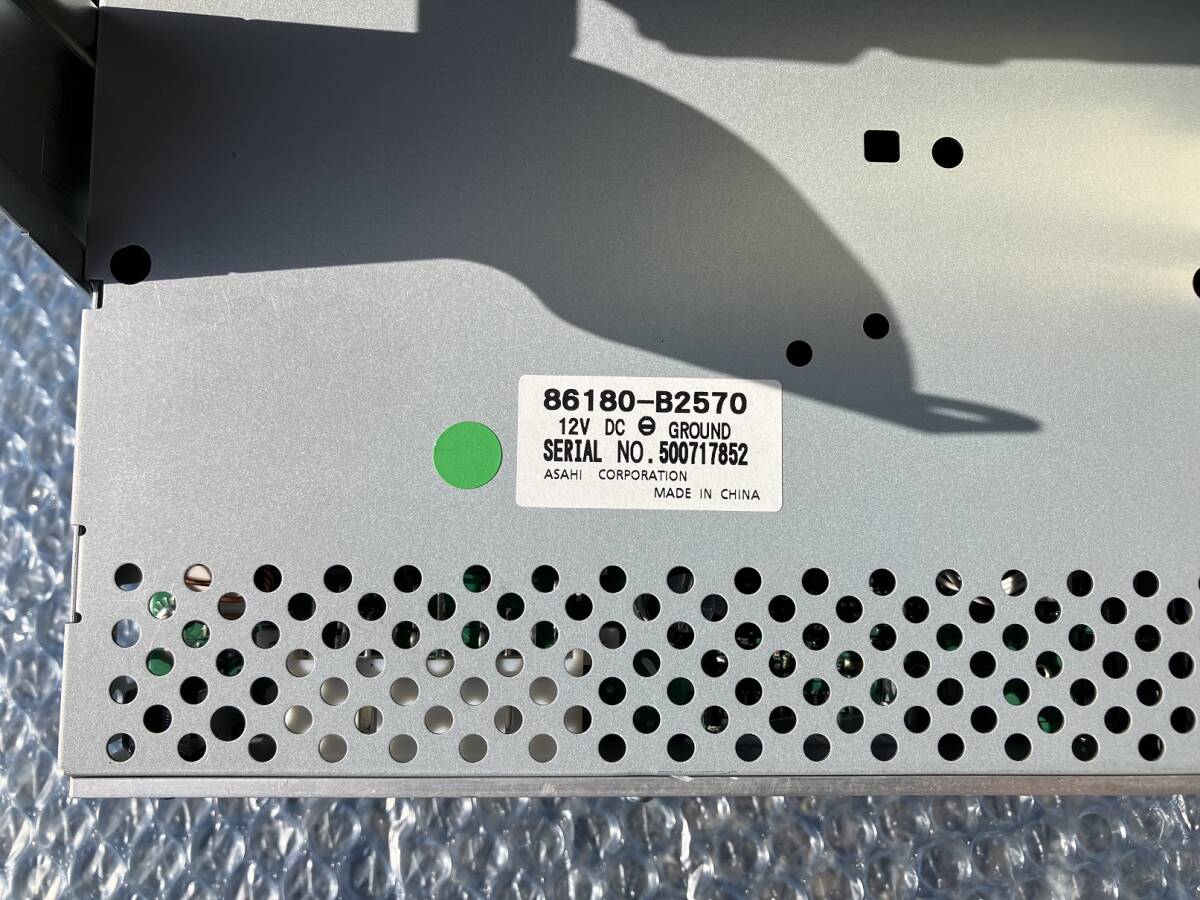 86180-B2570
12V DC ⊖ GROUND
SERIAL NO. 500717852
ASAHI CORPORATION
MADE IN CHINA